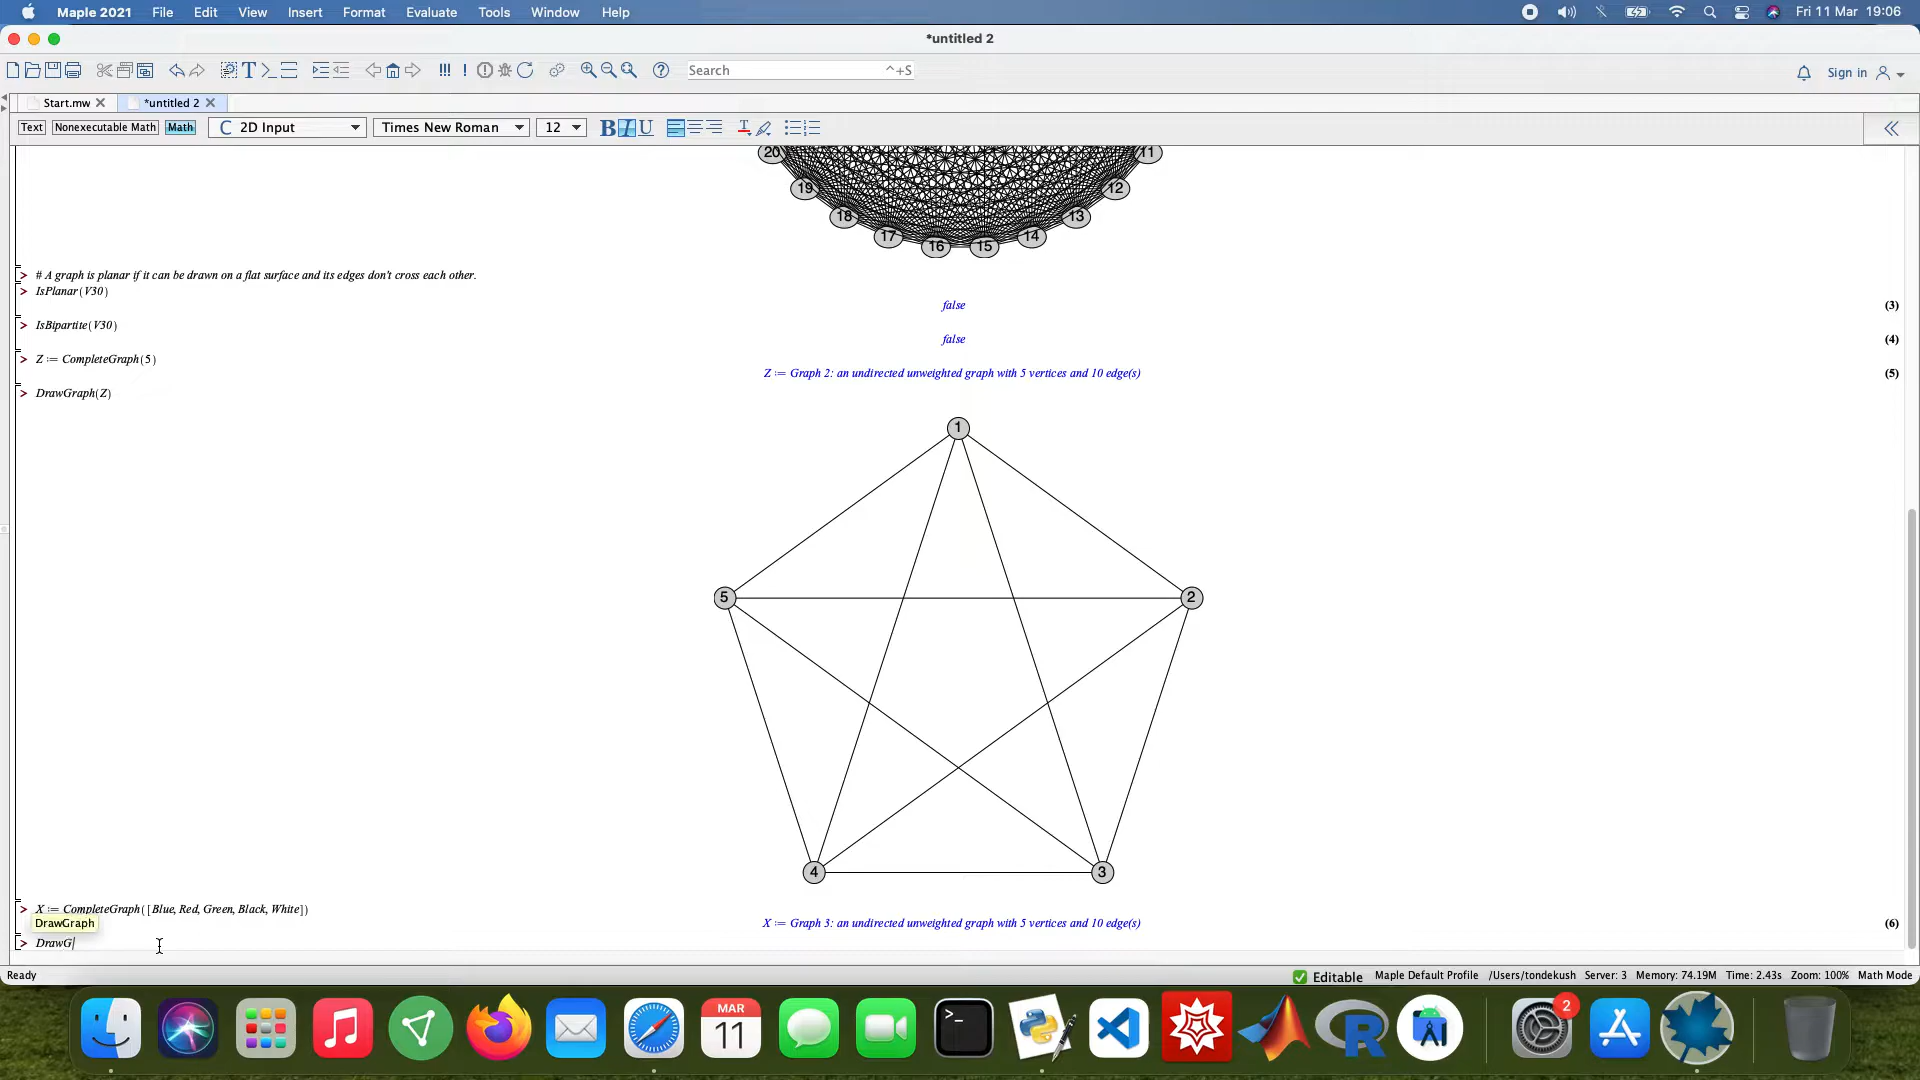 Maple 2021 File Edit View Insert Format Evaluate Tools Window Help Fri 11 Mar 19:06
*untitled 2
Search ^+S Sign in
Start.mw *untitled 2
Text Nonexecutable Math Math C 2D Input Times New Roman 12 B I U T
20 11
19 12
18 13
17 14
16 15
> # A graph is planar if it can be drawn on a flat surface and its edges don't cross each other.
> IsPlanar(V30)
false (3)
> IsBipartite(V30)
false (4)
> Z := CompleteGraph(5)
Z := Graph 2: an undirected unweighted graph with 5 vertices and 10 edge(s) (5)
> DrawGraph(Z)
1
5 2
4 3
> X := CompleteGraph([Blue, Red, Green, Black, White])
DrawGraph
X := Graph 3: an undirected unweighted graph with 5 vertices and 10 edge(s) (6)
> DrawG
Ready Editable Maple Default Profile /Users/tondekush Server: 3 Memory: 74.19M Time: 2.43s Zoom: 100% Math Mode
MAR 2
11 >_ R